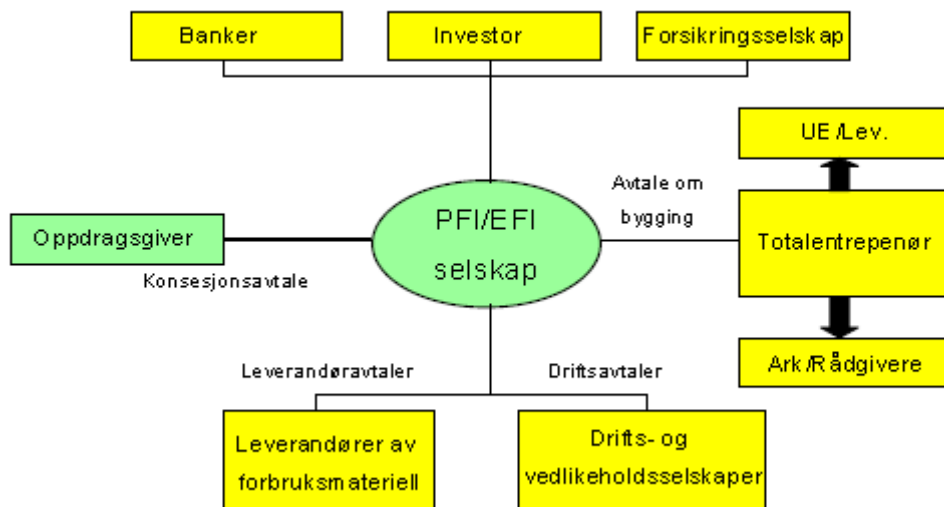 Banker
Investor
Forsikringsselskap
UE/Lev.
Avtale om
bygging
PFI/EFI
selskap
Oppdragsgiver
Totalentrepenør
Konsesjonsavtale
Leverandøravtaler
Driftsavtaler
Ark/Rådgivere
Leverandører av
forbruksmateriell
Drifts- og
vedlikeholdsselskaper